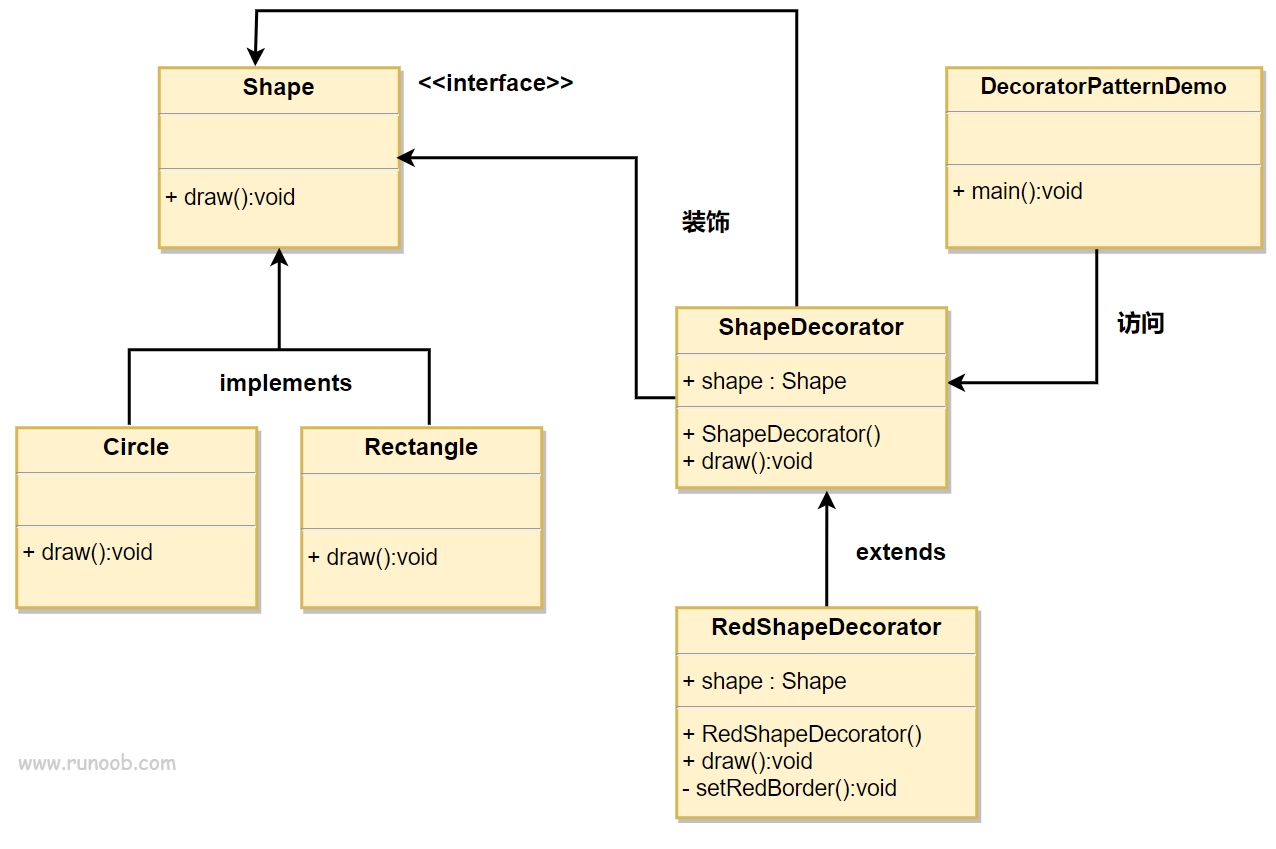 Shape
<<interface>>
+ draw():void
DecoratorPatternDemo
+ main():void
装饰
访问
ShapeDecorator
+ shape : Shape
+ ShapeDecorator()
+ draw():void
implements
Circle
+ draw():void
Rectangle
+ draw():void
extends
RedShapeDecorator
+ shape : Shape
+ RedShapeDecorator()
+ draw():void
- setRedBorder():void
www.runoob.com